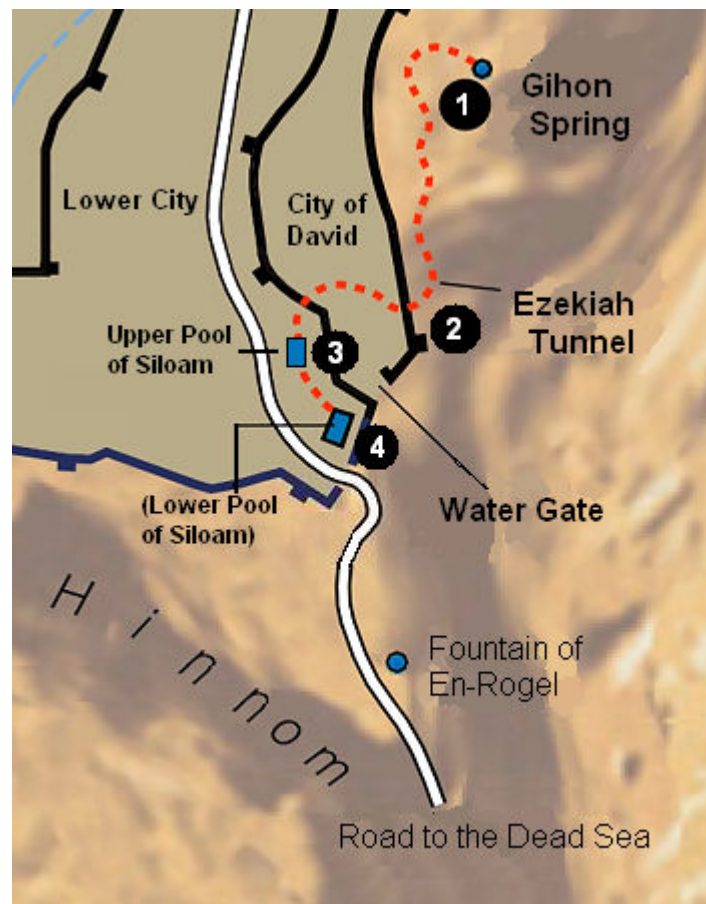 1
Gihon
Spring
Lower City
City of
David
Ezekiah
Tunnel
2
Upper Pool
of Siloam
3
4
(Lower Pool
of Siloam)
Water Gate
Hinnom
Fountain of
En-Rogel
Road to the Dead Sea